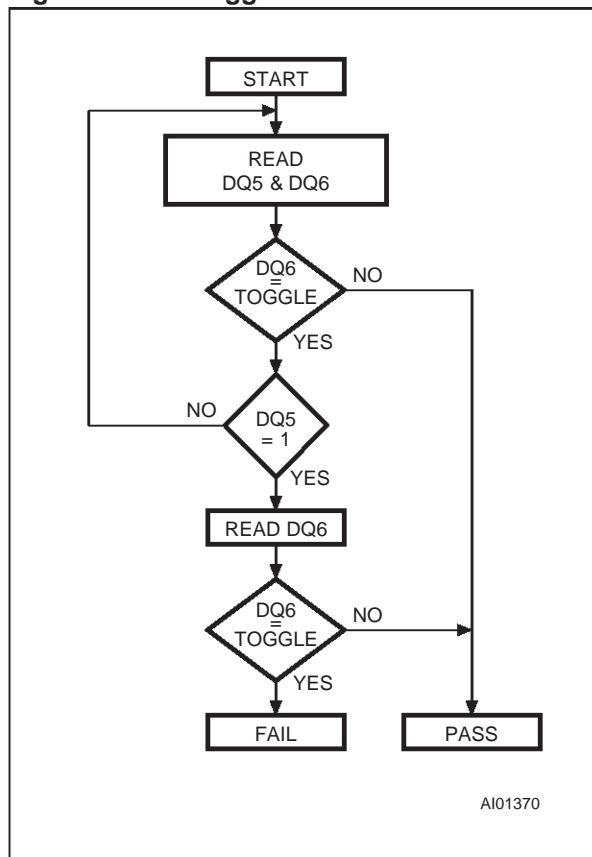 START
READ
DQ5 & DQ6
DQ6
=
TOGGLE
NO
YES
NO
DQ5
= 1
YES
READ DQ6
DQ6
=
TOGGLE
NO
YES
FAIL
PASS
AI01370